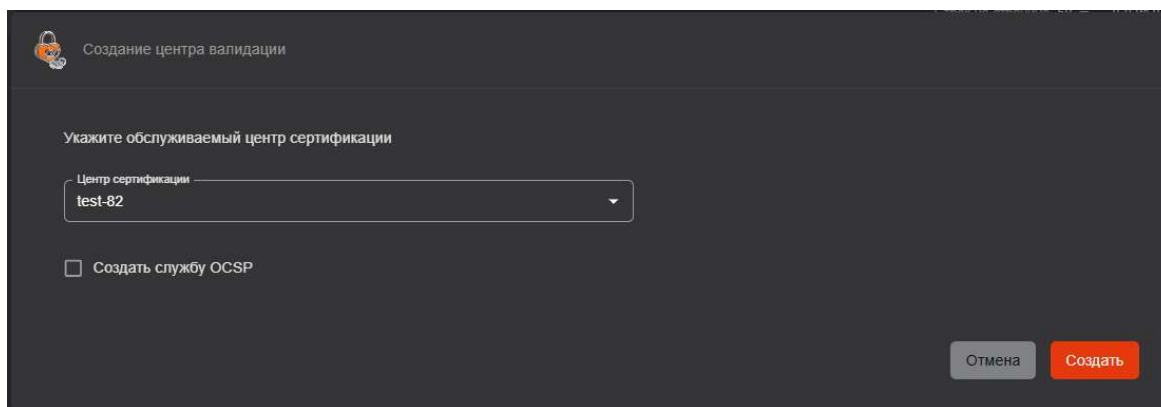 Создание центра валидации
Укажите обслуживаемый центр сертификации
Центр сертификации
test-82
Создать службу OCSP
Отмена
Создать